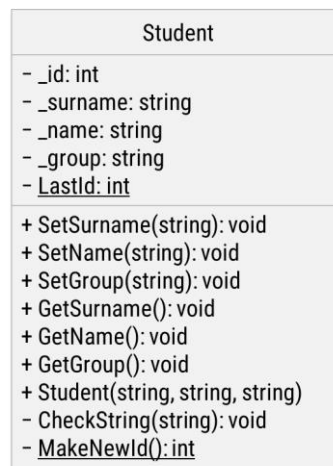 Student
− _id: int
− _surname: string
− _name: string
− _group: string
− LastId: int
+ SetSurname(string): void
+ SetName(string): void
+ SetGroup(string): void
+ GetSurname(): void
+ GetName(): void
+ GetGroup(): void
+ Student(string, string, string)
− CheckString(string): void
− MakeNewId(): int